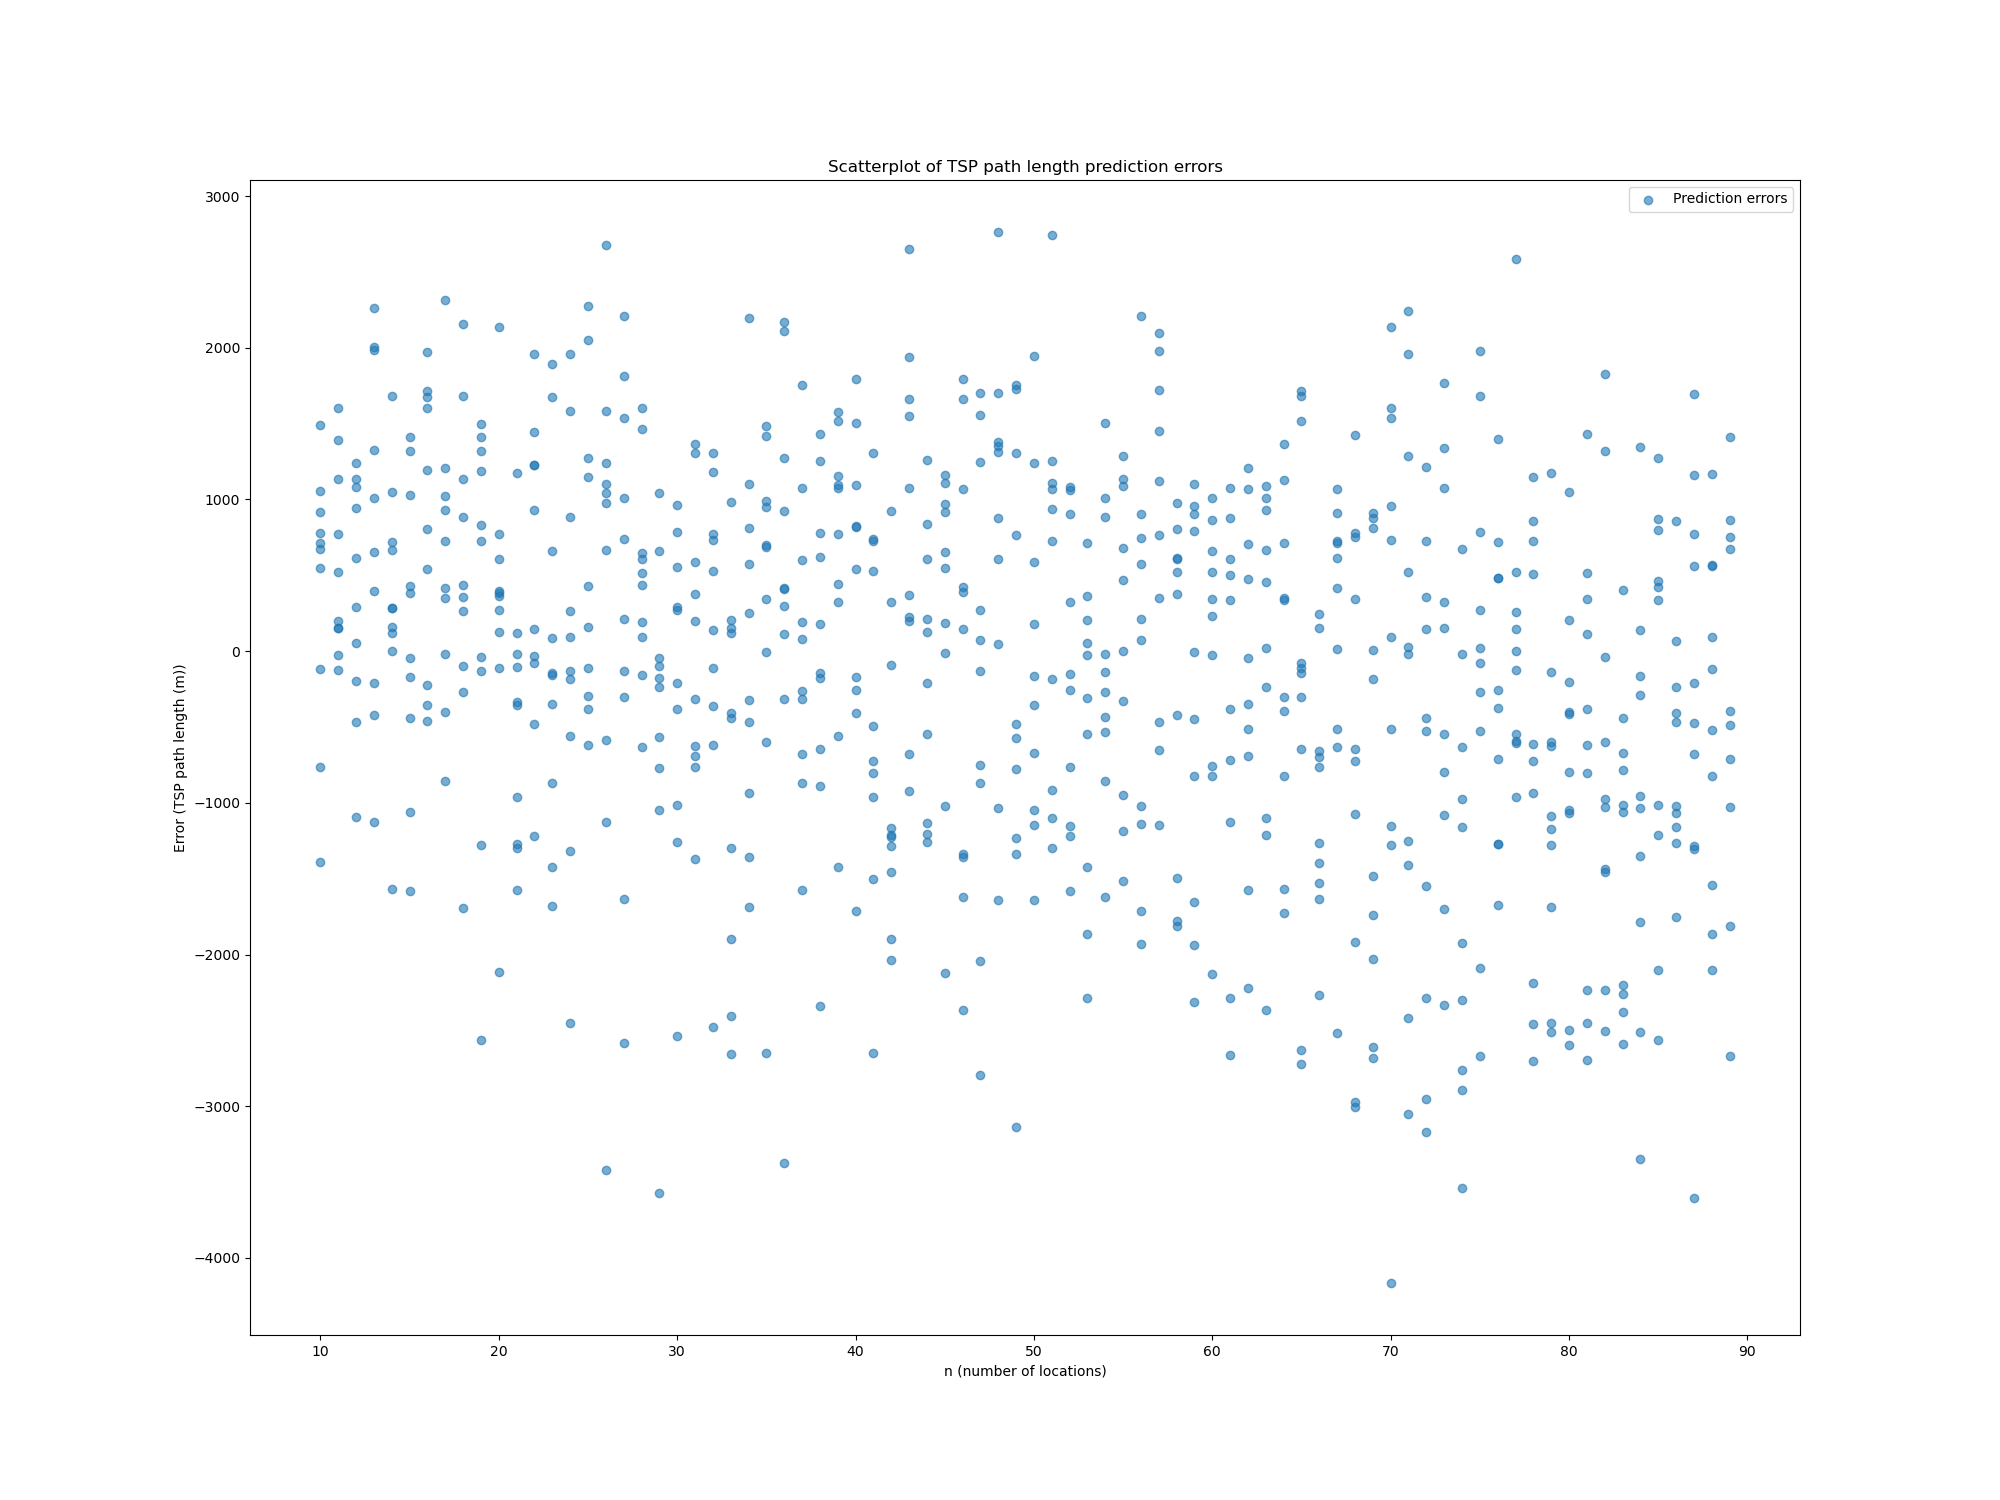 Scatterplot of TSP path length prediction errors
Prediction errors
3000
2000
1000
0
−1000
−2000
−3000
−4000
Error (TSP path length (m))
10 20 30 40 50 60 70 80 90
n (number of locations)